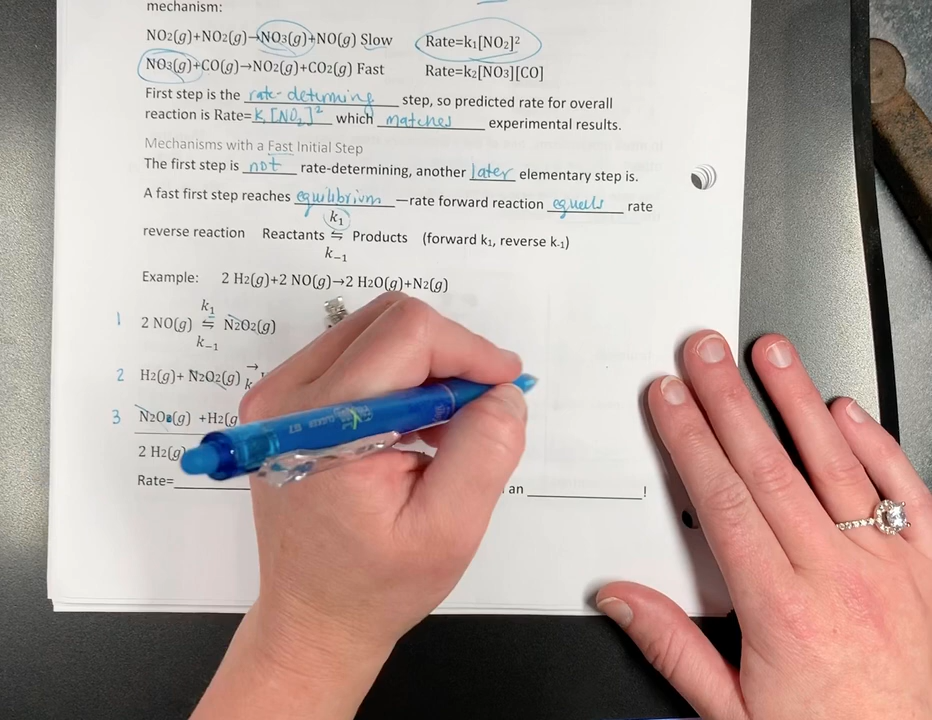 mechanism:
NO2(g)+NO2(g)→NO3(g)+NO(g) Slow Rate=k1[NO2]²
NO3(g)+CO(g)→NO2(g)+CO2(g) Fast Rate=k2[NO3][CO]
First step is the rate-determing step, so predicted rate for overall
reaction is Rate=k1[NO2]² which matches experimental results.
Mechanisms with a Fast Initial Step
The first step is not rate-determining, another later elementary step is.
A fast first step reaches equilibrium—rate forward reaction equals rate
k1
reverse reaction Reactants ⇋ Products (forward k1, reverse k-1)
k−1
Example: 2 H2(g)+2 NO(g)→2 H2O(g)+N2(g)
k1
1 2 NO(g) ⇋ N2O2(g)
k−1
2 H2(g)+ N2O2(g) →
k
3 N2O(g) +H2(g
2 H2(g)
Rate=
an !